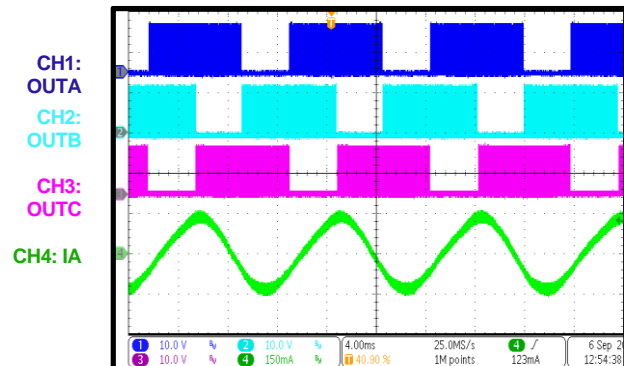 CH1:
OUTA
CH2:
OUTB
CH3:
OUTC
CH4: IA
T
1
2
3
4
1 10.0 V 2 10.0 V 4.00ms 25.0MS/s 4 6 Sep 2
3 10.0 V 4 150mA T 40.90 % 1M points 123mA 12:54:38